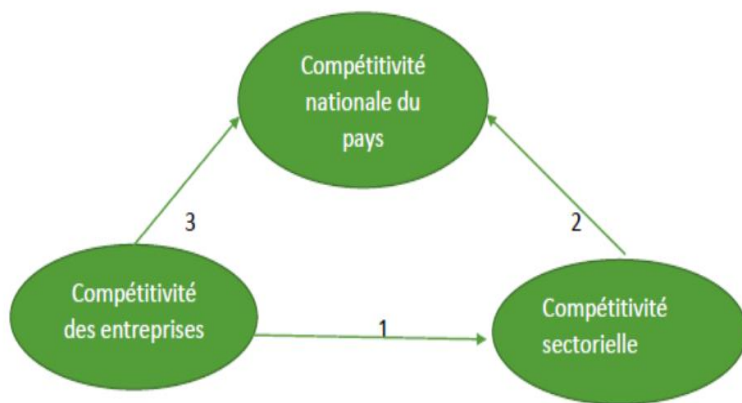 Compétitivité
nationale du
pays
3
2
Compétitivité
des entreprises
1
Compétitivité
sectorielle